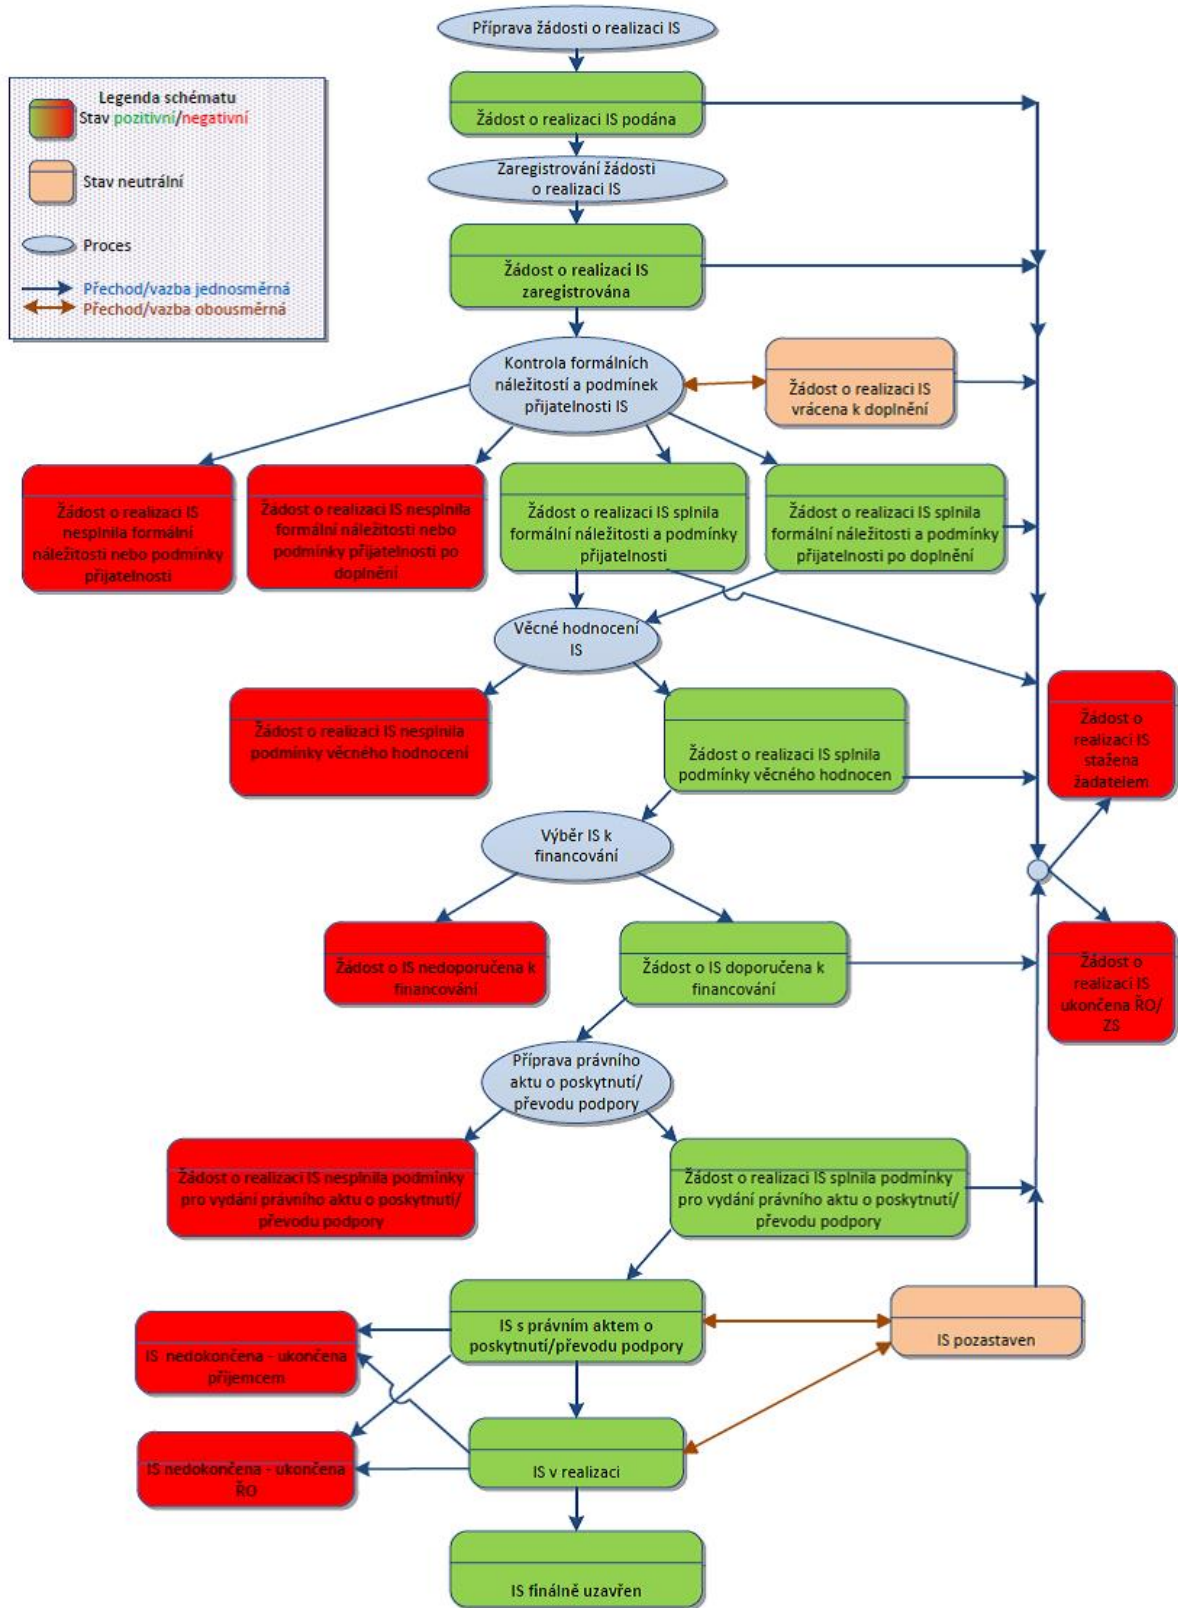 Příprava žádosti o realizaci IS
Legenda schématu
Stav pozitivní/negativní
Stav neutrální
Proces
Přechod/vazba jednosměrná
Přechod/vazba obousměrná
Žádost o realizaci IS podána
Zaregistrování žádosti
o realizaci IS
Žádost o realizaci IS
zaregistrována
Kontrola formálních
náležitostí a podmínek
přijatelnosti IS
Žádost o realizaci IS
vrácena k doplnění
Žádost o realizaci IS
nesplnila formální
náležitosti nebo podmínky
přijatelnosti
Žádost o realizaci IS nesplnila
formální náležitosti nebo
podmínky přijatelnosti po
doplnění
Žádost o realizaci IS splnila
formální náležitosti a podmínky
přijatelnosti
Žádost o realizaci IS splnila
formální náležitosti a podmínky
přijatelnosti po doplnění
Věcné hodnocení
IS
Žádost o realizaci IS nesplnila
podmínky věcného hodnocení
Žádost o realizaci IS splnila
podmínky věcného hodnocen
Žádost o
realizaci IS
stažena
žadatelem
Výběr IS k
financování
Žádost o IS nedoporučena k
financování
Žádost o IS doporučena k
financování
Žádost o
realizaci IS
ukončena ŘO/
ZS
Příprava právního
aktu o poskytnutí/
převodu podpory
Žádost o realizaci IS nesplnila podmínky
pro vydání právního aktu o poskytnutí/
převodu podpory
Žádost o realizaci IS splnila podmínky
pro vydání právního aktu o poskytnutí/
převodu podpory
IS s právním aktem o
poskytnutí/převodu podpory
IS pozastaven
IS nedokončena - ukončena
příjemcem
IS nedokončena - ukončena
ŘO
IS v realizaci
IS finálně uzavřen